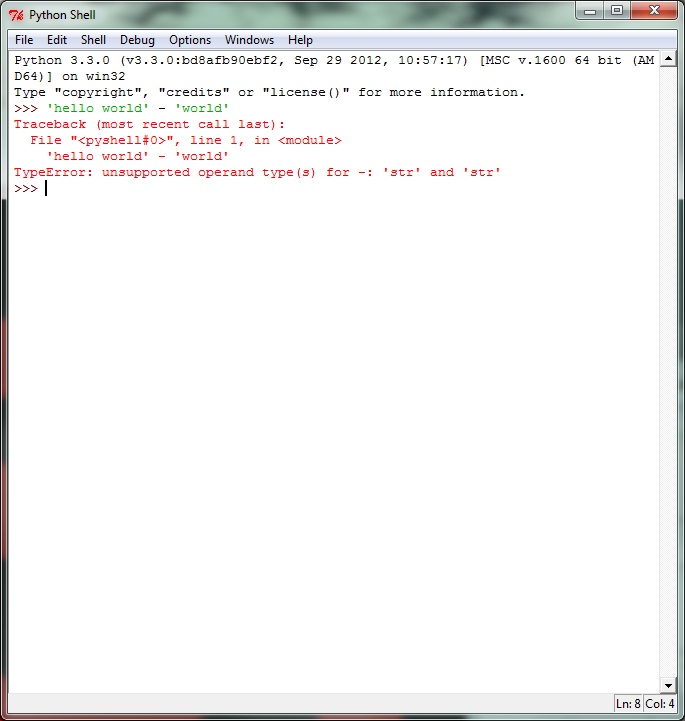 Python Shell
File Edit Shell Debug Options Windows Help
Python 3.3.0 (v3.3.0:bd8afb90ebf2, Sep 29 2012, 10:57:17) [MSC v.1600 64 bit (AM
D64)] on win32
Type "copyright", "credits" or "license()" for more information.
>>> 'hello world' - 'world'
Traceback (most recent call last):
  File "<pyshell#0>", line 1, in <module>
    'hello world' - 'world'
TypeError: unsupported operand type(s) for -: 'str' and 'str'
>>>
Ln: 8 Col: 4